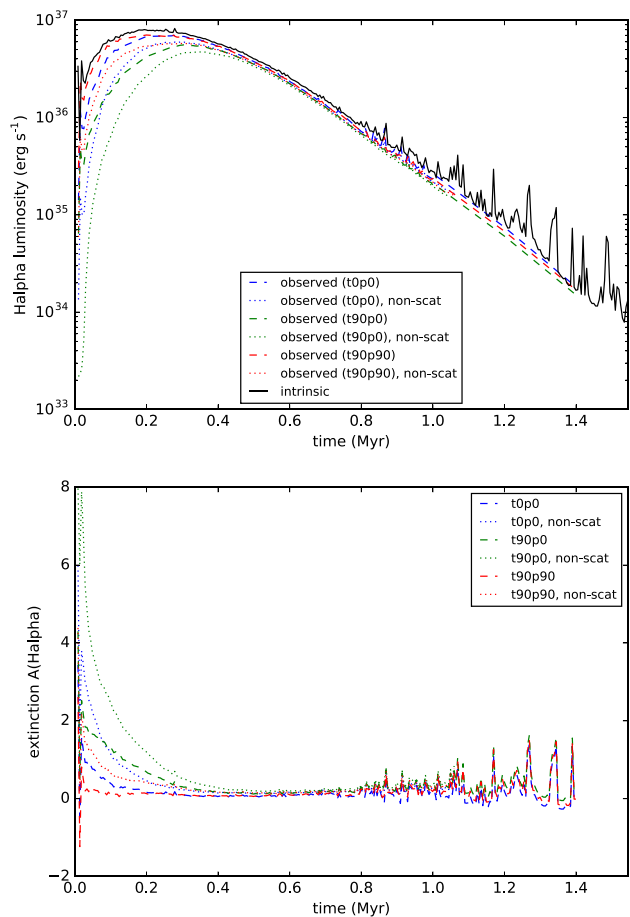 10^37
10^36
10^35
10^34
10^33
Halpha luminosity (erg s^-1)
observed (t0p0)
observed (t0p0), non-scat
observed (t90p0)
observed (t90p0), non-scat
observed (t90p90)
observed (t90p90), non-scat
intrinsic
0.0 0.2 0.4 0.6 0.8 1.0 1.2 1.4
time (Myr)
8
6
4
2
0
−2
extinction A(Halpha)
t0p0
t0p0, non-scat
t90p0
t90p0, non-scat
t90p90
t90p90, non-scat
0.0 0.2 0.4 0.6 0.8 1.0 1.2 1.4
time (Myr)